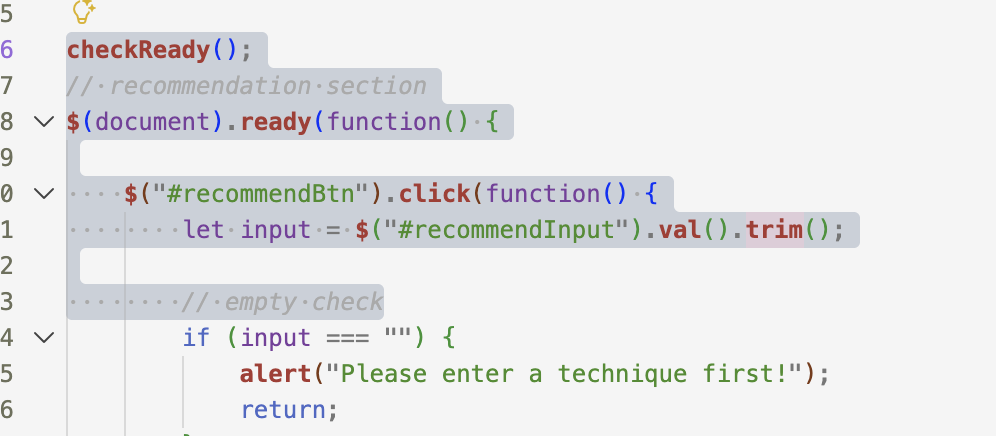 5
6 checkReady();
7 // recommendation section
8 $(document).ready(function() {
9
0 $("#recommendBtn").click(function() {
1 let input = $("#recommendInput").val().trim();
2
3 // empty check
4 if (input === "") {
5 alert("Please enter a technique first!");
6 return;